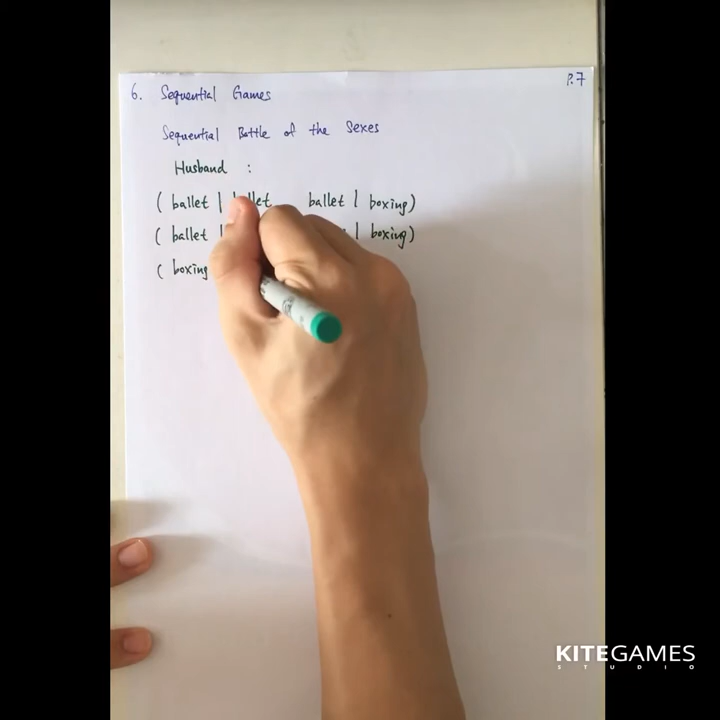 P.7
6. Sequential Games
Sequential Battle of the Sexes
Husband :
( ballet | ballet ballet | boxing)
( ballet | | boxing)
( boxing
KITEGAMES
STUDIO